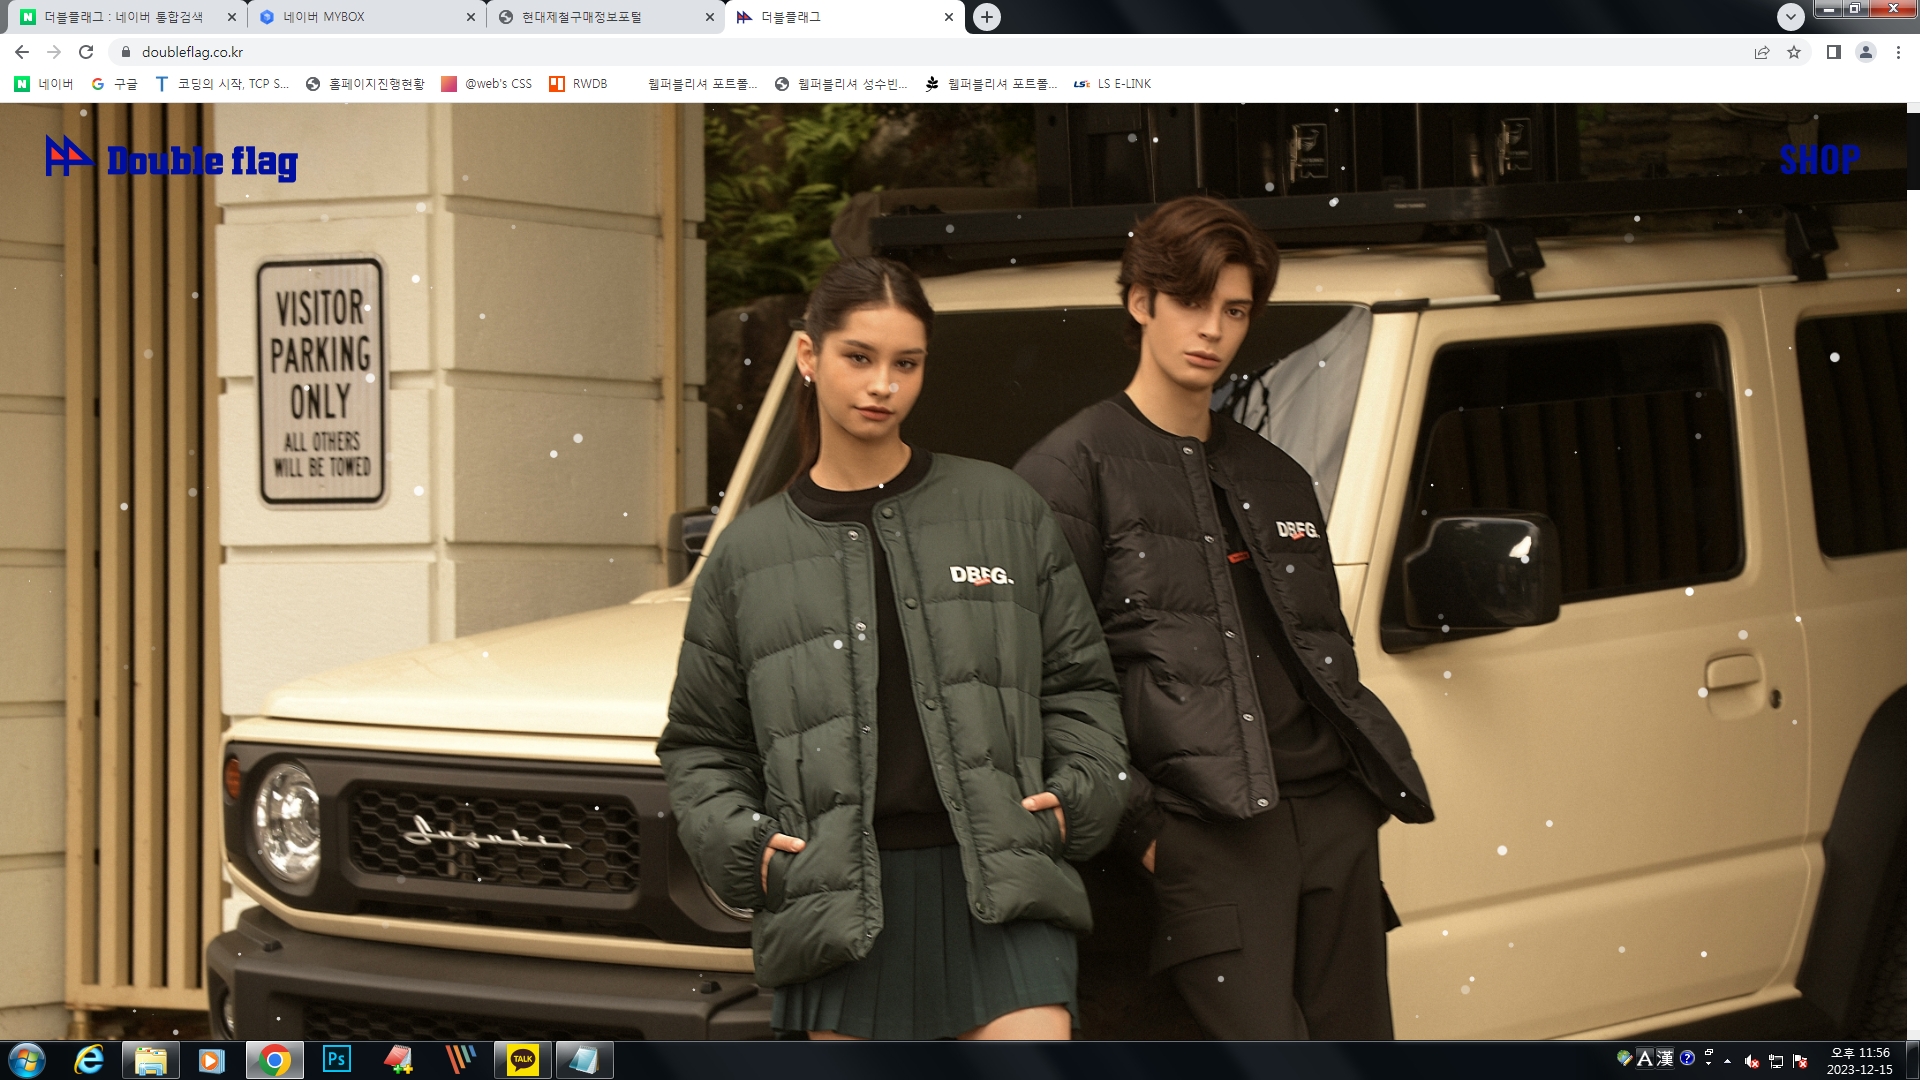 더블플래그 : 네이버 통합검색
네이버 MYBOX
현대제철구매정보포털
더블플래그
doubleflag.co.kr
네이버
구글
코딩의 시작, TCP S...
홈페이지진행현황
@web's CSS
RWDB
웹퍼블리셔 포트폴...
웹퍼블리셔 성수빈...
웹퍼블리셔 포트폴...
LS E-LINK
Double flag
SHOP
VISITOR
PARKING
ONLY
ALL OTHERS
WILL BE TOWED
DBFG.
DBFG.
Suzuki
Ps
TALK
A 漢
오후 11:56
2023-12-15